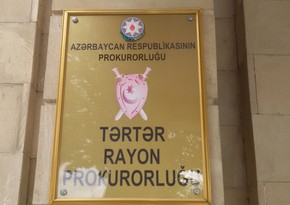 AZƏRBAYCAN RESPUBLİKASININ
PROKURORLUĞU
TƏRTƏR
RAYON
PROKURORLUĞU